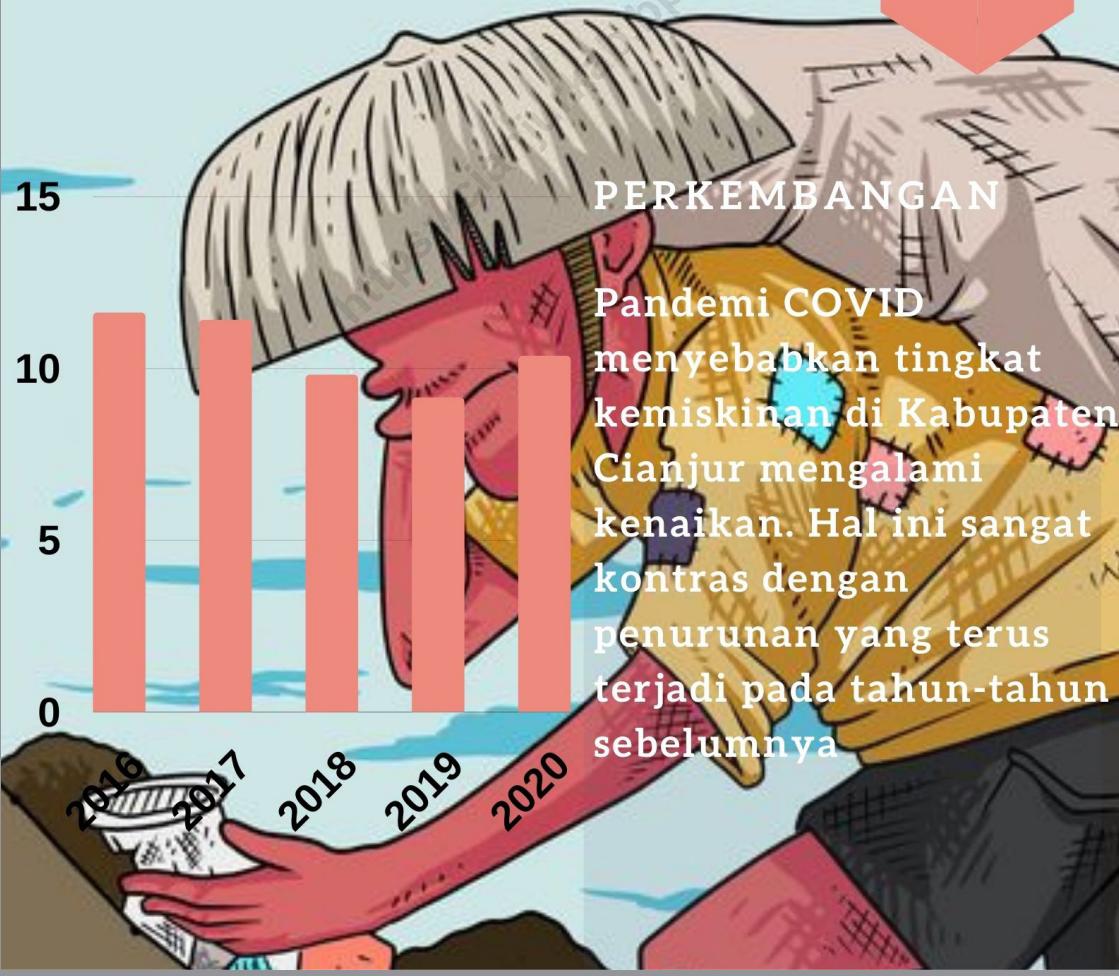 PERKEMBANGAN
Pandemi COVID
menyebabkan tingkat
kemiskinan di Kabupaten
Cianjur mengalami
kenaikan. Hal ini sangat
kontras dengan
penurunan yang terus
terjadi pada tahun-tahun
sebelumnya
15
10
5
0
2016
2017
2018
2019
2020